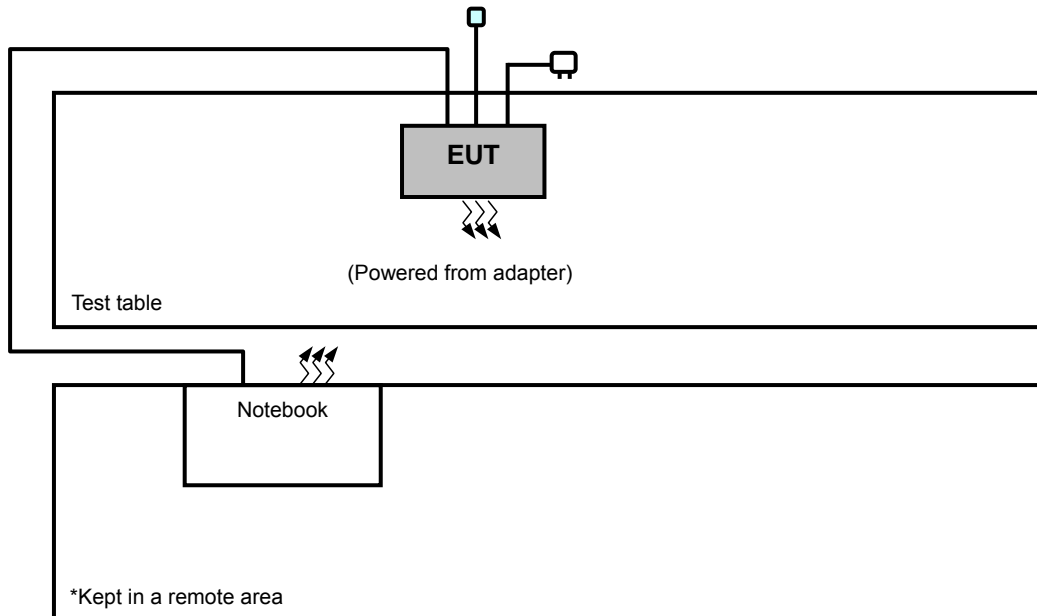 EUT
(Powered from adapter)
Test table
Notebook
*Kept in a remote area